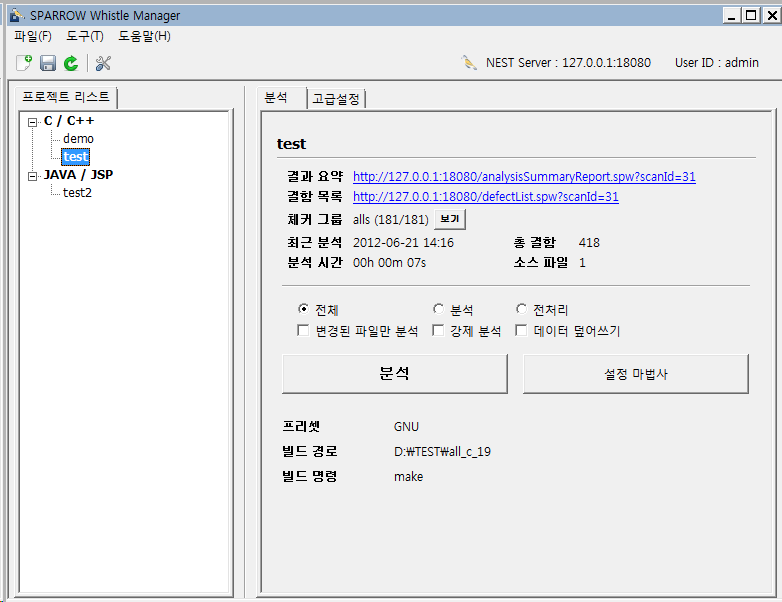 SPARROW Whistle Manager
파일(F) 도구(T) 도움말(H)
NEST Server : 127.0.0.1:18080 User ID : admin
프로젝트 리스트
C / C++
demo
test
JAVA / JSP
test2
분석 고급설정
test
결과 요약 http://127.0.0.1:18080/analysisSummaryReport.spw?scanId=31
결함 목록 http://127.0.0.1:18080/defectList.spw?scanId=31
체커 그룹 alls (181/181) 보기
최근 분석 2012-06-21 14:16 총 결함 418
분석 시간 00h 00m 07s 소스 파일 1
전체 분석 전처리
변경된 파일만 분석 강제 분석 데이터 덮어쓰기
분석 설정 마법사
프리셋 GNU
빌드 경로 D:₩TEST₩all_c_19
빌드 명령 make